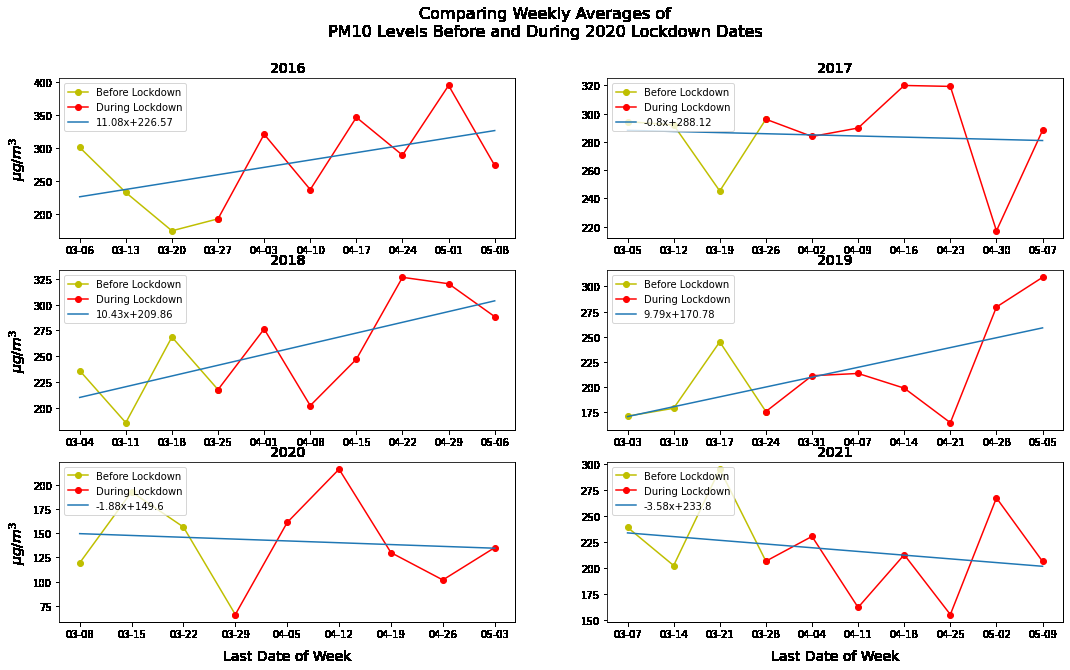 Comparing Weekly Averages of
PM10 Levels Before and During 2020 Lockdown Dates
2016
400
350
300
250
200
µg/m³
Before Lockdown
During Lockdown
11.08x+226.57
03-06 03-13 03-20 03-27 04-03 04-10 04-17 04-24 05-01 05-08
2017
320
300
280
260
240
220
Before Lockdown
During Lockdown
-0.8x+288.12
03-05 03-12 03-19 03-26 04-02 04-09 04-16 04-23 04-30 05-07
2018
325
300
275
250
225
200
µg/m³
Before Lockdown
During Lockdown
10.43x+209.86
03-04 03-11 03-18 03-25 04-01 04-08 04-15 04-22 04-29 05-06
2019
300
275
250
225
200
175
Before Lockdown
During Lockdown
9.79x+170.78
03-03 03-10 03-17 03-24 03-31 04-07 04-14 04-21 04-28 05-05
2020
200
175
150
125
100
75
µg/m³
Before Lockdown
During Lockdown
-1.88x+149.6
03-08 03-15 03-22 03-29 04-05 04-12 04-19 04-26 05-03
Last Date of Week
2021
300
275
250
225
200
175
150
Before Lockdown
During Lockdown
-3.58x+233.8
03-07 03-14 03-21 03-28 04-04 04-11 04-18 04-25 05-02 05-09
Last Date of Week